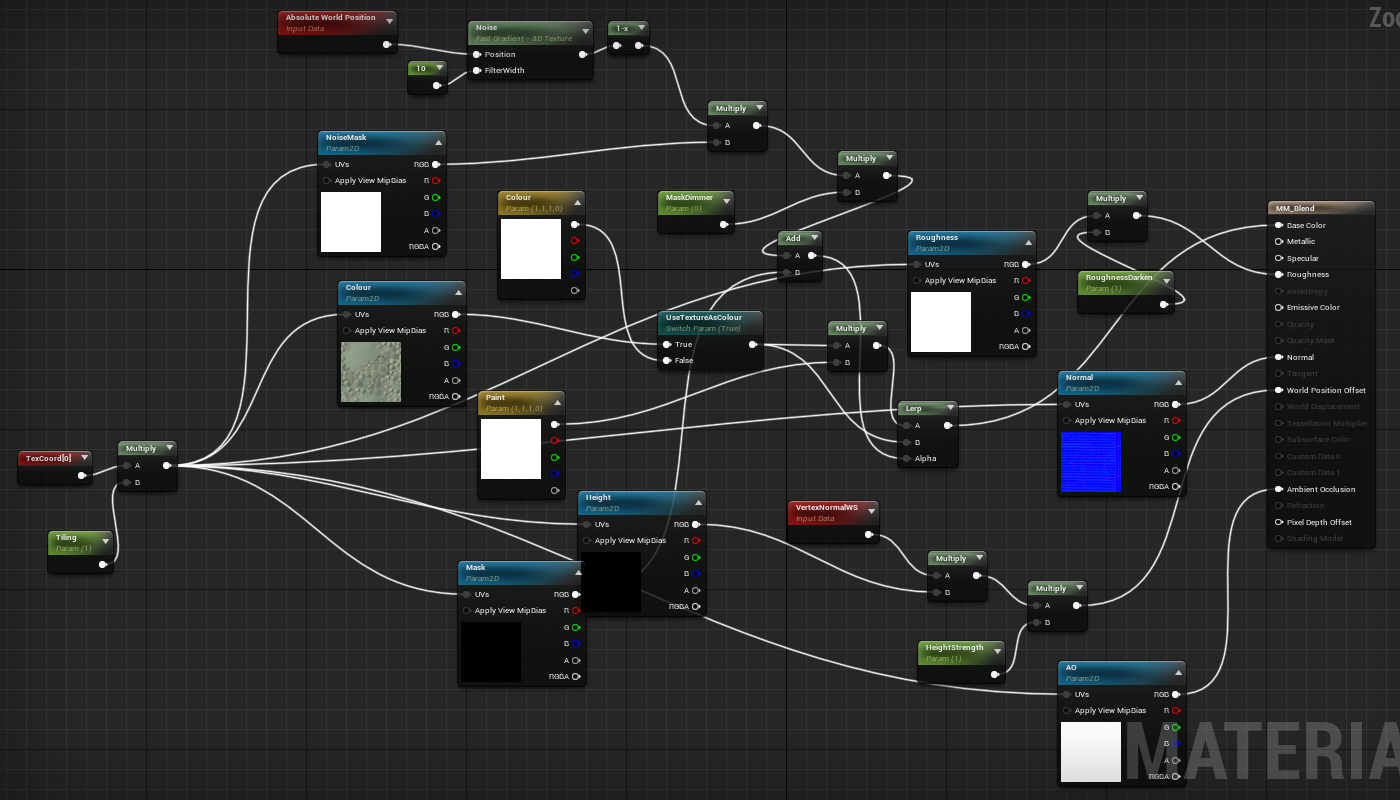 Zoo
Absolute World Position
Input Data
10
Noise
Fast Gradient - 3D Texture
Position
FilterWidth
1-x
Multiply
A
B
NoiseMask
Param2D
UVs RGB
Apply View MipBias R
G
B
A
RGBA
Multiply
A
B
MaskDimmer
Param (0)
Colour
Param (1,1,1,0)
Add
A
B
Colour
Param2D
UVs RGB
Apply View MipBias R
G
B
A
RGBA
UseTextureAsColour
Switch Param (True)
True
False
Multiply
A
B
Roughness
Param2D
UVs RGB
Apply View MipBias R
G
B
A
RGBA
Multiply
A
B
RoughnessDarken
Param (1)
Paint
Param (1,1,1,0)
Lerp
A
B
Alpha
Normal
Param2D
UVs RGB
Apply View MipBias R
G
B
A
RGBA
TexCoord[0]
Multiply
A
B
Tiling
Param (1)
Height
Param2D
UVs RGB
Apply View MipBias R
G
B
A
RGBA
Mask
Param2D
UVs RGB
Apply View MipBias R
G
B
A
RGBA
VertexNormalWS
Input Data
Multiply
A
B
Multiply
A
B
HeightStrength
Param (1)
AO
Param2D
UVs RGB
Apply View MipBias R
G
B
A
RGBA
MM_Blend
Base Color
Metallic
Specular
Roughness
Anisotropy
Emissive Color
Opacity
Opacity Mask
Normal
Tangent
World Position Offset
World Displacement
Tessellation Multiplier
Subsurface Color
Custom Data 0
Custom Data 1
Ambient Occlusion
Refraction
Pixel Depth Offset
Shading Model
MATERIA